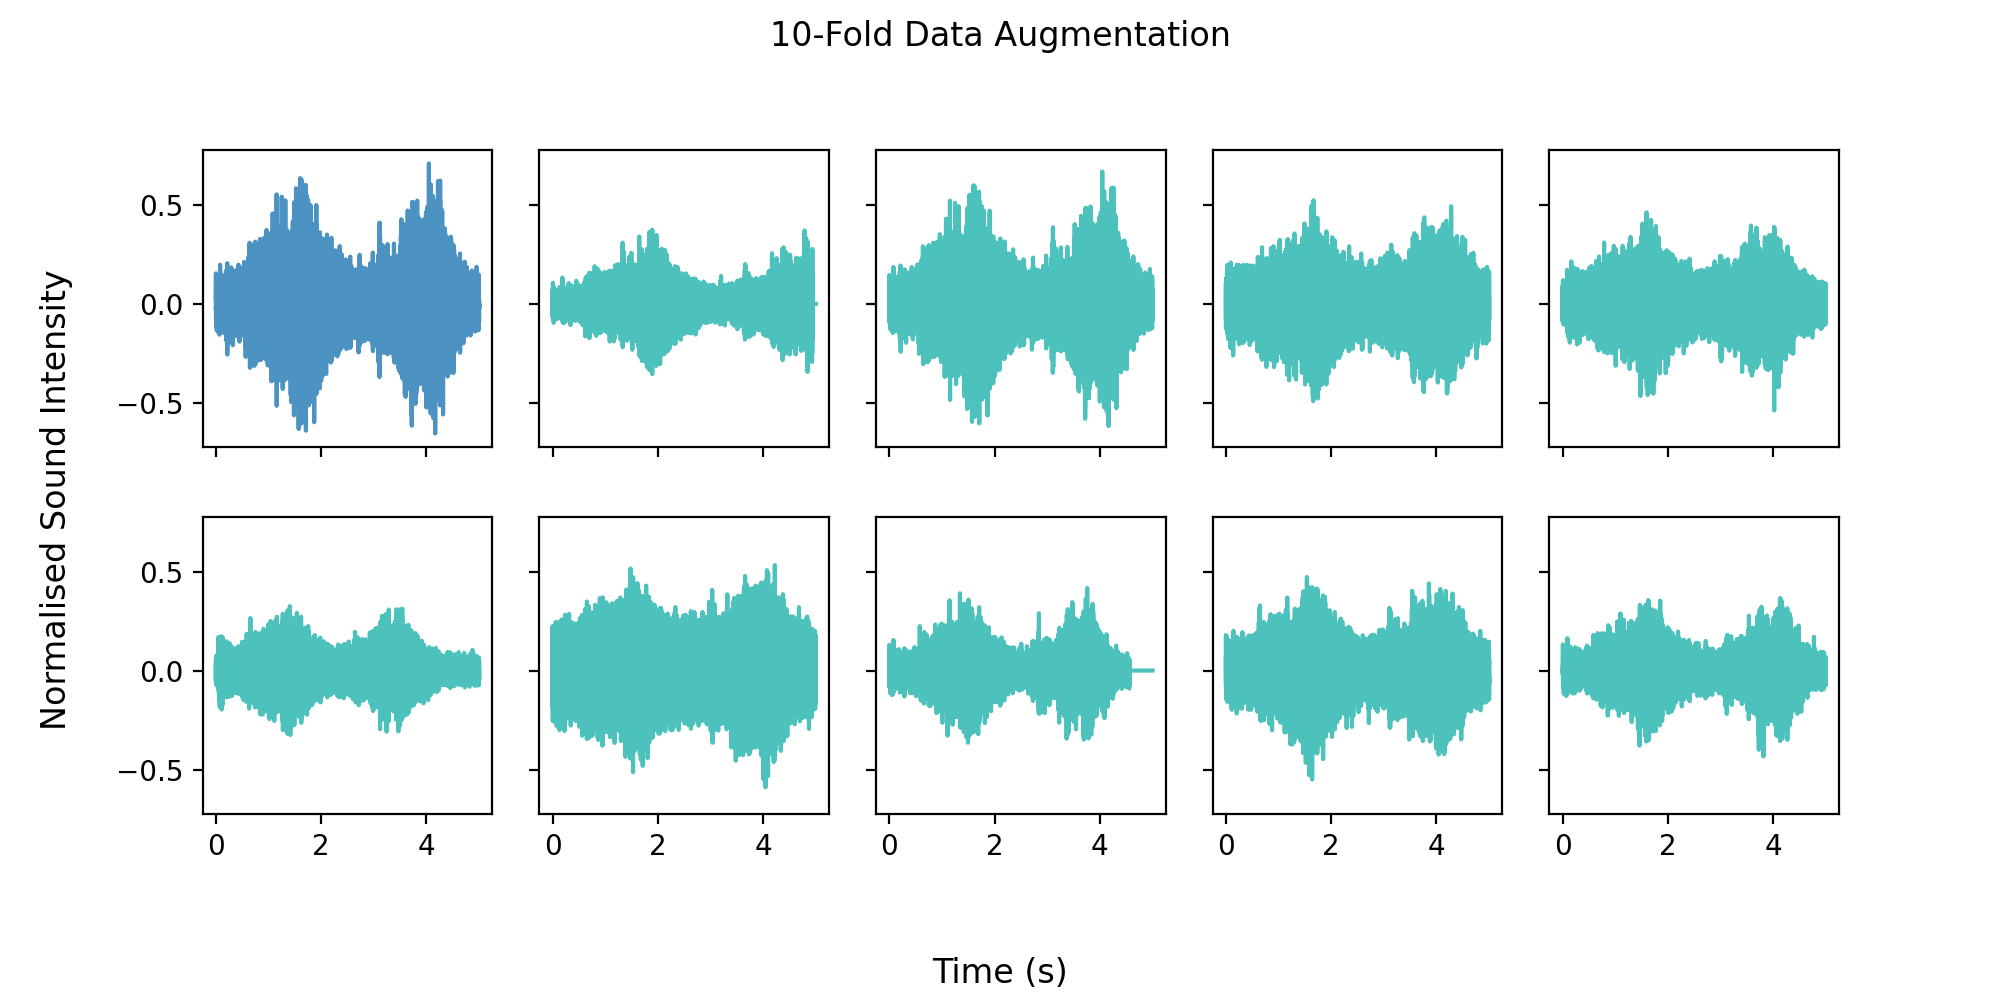 10-Fold Data Augmentation
Normalised Sound Intensity
0.5
0.0
−0.5
0.5
0.0
−0.5
0 2 4 0 2 4 0 2 4 0 2 4 0 2 4
Time (s)